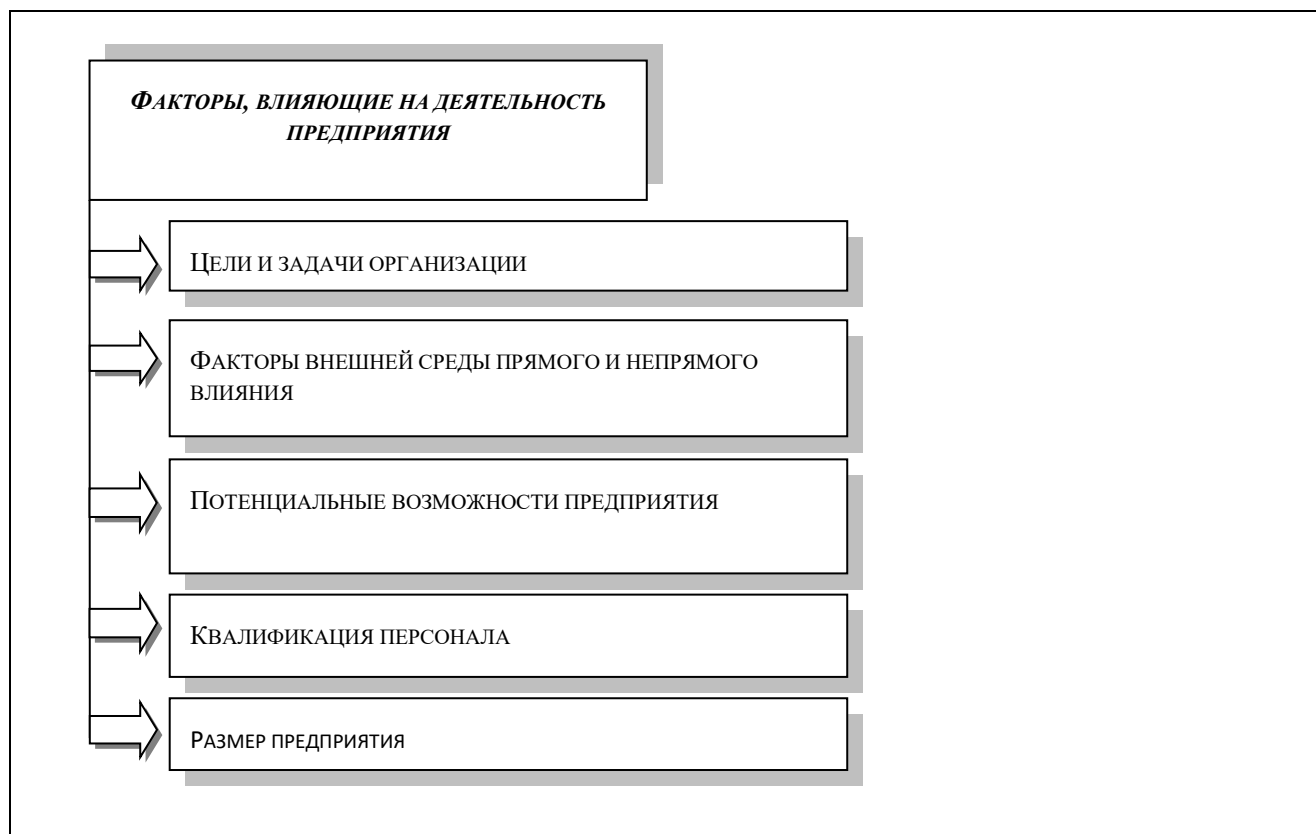 ФАКТОРЫ, ВЛИЯЮЩИЕ НА ДЕЯТЕЛЬНОСТЬ
ПРЕДПРИЯТИЯ
ЦЕЛИ И ЗАДАЧИ ОРГАНИЗАЦИИ
ФАКТОРЫ ВНЕШНЕЙ СРЕДЫ ПРЯМОГО И НЕПРЯМОГО
ВЛИЯНИЯ
ПОТЕНЦИАЛЬНЫЕ ВОЗМОЖНОСТИ ПРЕДПРИЯТИЯ
КВАЛИФИКАЦИЯ ПЕРСОНАЛА
РАЗМЕР ПРЕДПРИЯТИЯ